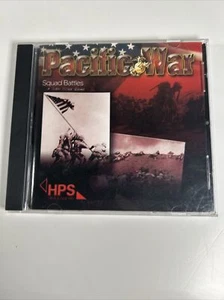 Pacific War
Squad Battles
HPS